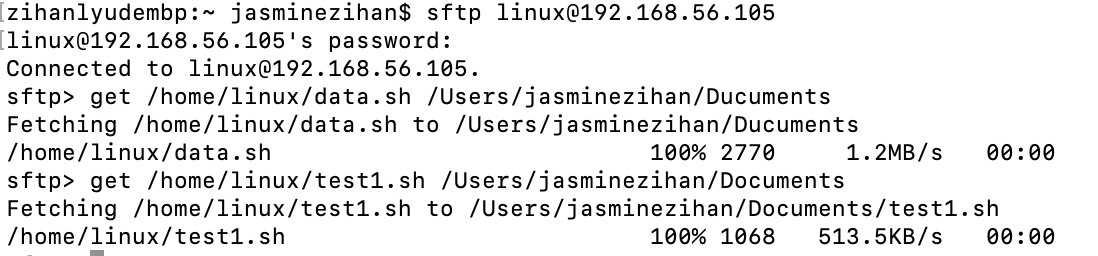 [zihanlyudembp:~ jasminezihan$ sftp linux@192.168.56.105
[linux@192.168.56.105's password:
Connected to linux@192.168.56.105.
sftp> get /home/linux/data.sh /Users/jasminezihan/Ducuments
Fetching /home/linux/data.sh to /Users/jasminezihan/Ducuments
/home/linux/data.sh 100% 2770 1.2MB/s 00:00
sftp> get /home/linux/test1.sh /Users/jasminezihan/Documents
Fetching /home/linux/test1.sh to /Users/jasminezihan/Documents/test1.sh
/home/linux/test1.sh 100% 1068 513.5KB/s 00:00